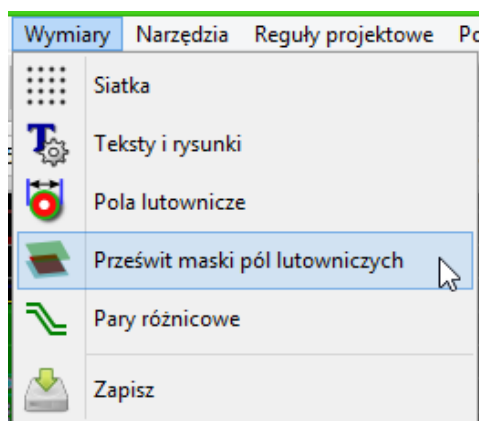 Wymiary Narzędzia Reguły projektowe
Siatka
Teksty i rysunki
Pola lutownicze
Prześwit maski pól lutowniczych
Pary różnicowe
Zapisz